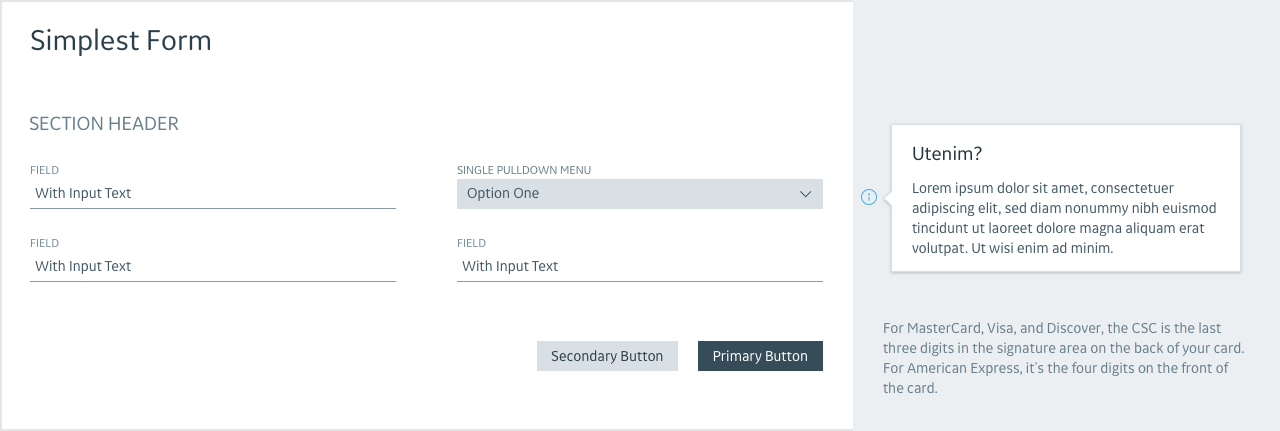 Simplest Form
SECTION HEADER
FIELD
With Input Text
SINGLE PULLDOWN MENU
Option One
FIELD
With Input Text
FIELD
With Input Text
Secondary Button
Primary Button
Utenim?
Lorem ipsum dolor sit amet, consectetuer
adipiscing elit, sed diam nonummy nibh euismod
tincidunt ut laoreet dolore magna aliquam erat
volutpat. Ut wisi enim ad minim.
For MasterCard, Visa, and Discover, the CSC is the last
three digits in the signature area on the back of your card.
For American Express, it's the four digits on the front of
the card.